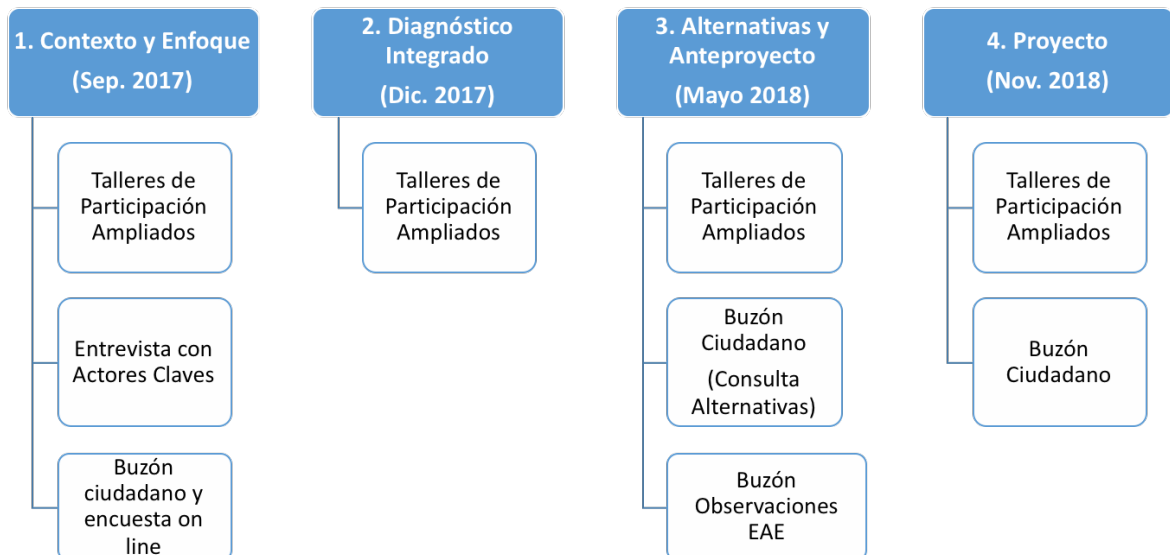 1. Contexto y Enfoque
(Sep. 2017)
Talleres de
Participación
Ampliados
Entrevista con
Actores Claves
Buzón
ciudadano y
encuesta on
line
2. Diagnóstico
Integrado
(Dic. 2017)
Talleres de
Participación
Ampliados
3. Alternativas y
Anteproyecto
(Mayo 2018)
Talleres de
Participación
Ampliados
Buzón
Ciudadano
(Consulta
Alternativas)
Buzón
Observaciones
EAE
4. Proyecto
(Nov. 2018)
Talleres de
Participación
Ampliados
Buzón
Ciudadano